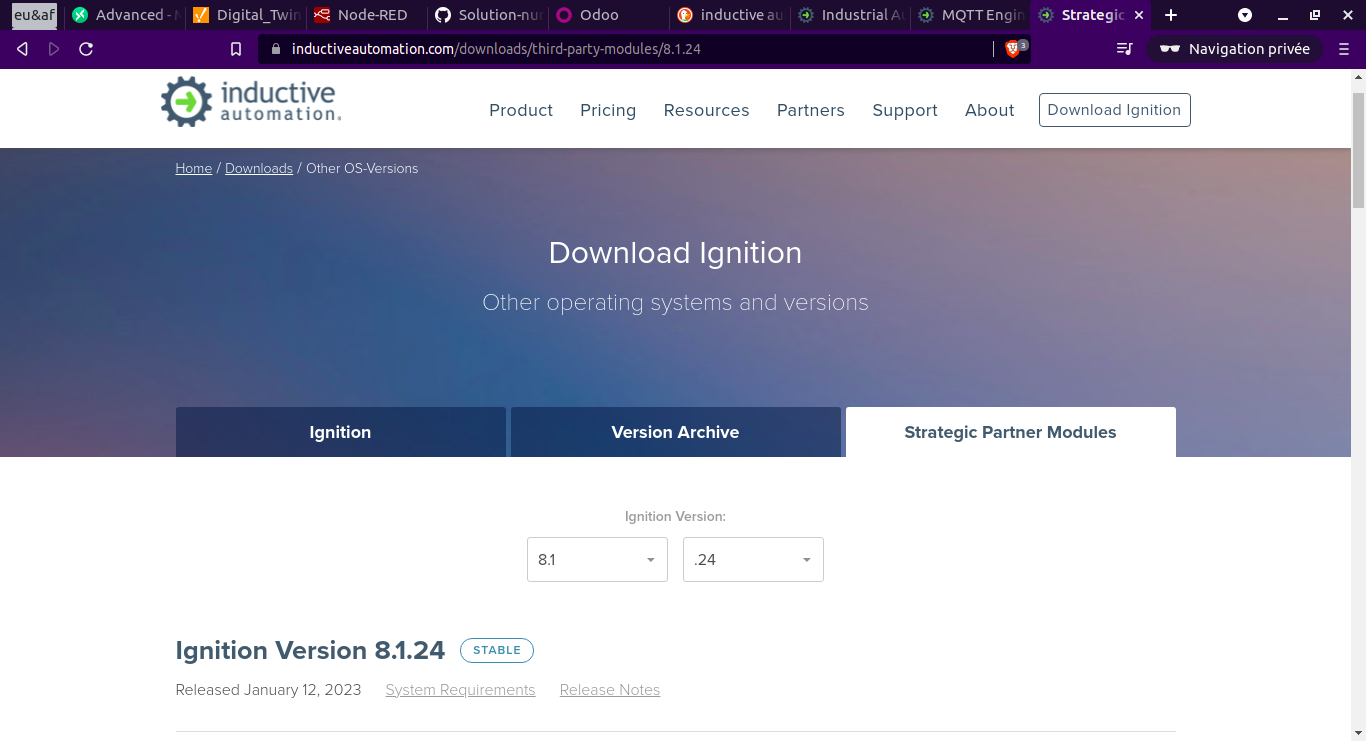 eu&af Advanced - Digital_Twin Node-RED Solution-nu Odoo inductive au Industrial Au MQTT Engin Strategic
inductiveautomation.com/downloads/third-party-modules/8.1.24 3 Navigation privée
inductive automation.
Product Pricing Resources Partners Support About Download Ignition
Home / Downloads / Other OS-Versions
Download Ignition
Other operating systems and versions
Ignition Version Archive Strategic Partner Modules
Ignition Version:
8.1 .24
Ignition Version 8.1.24 STABLE
Released January 12, 2023 System Requirements Release Notes